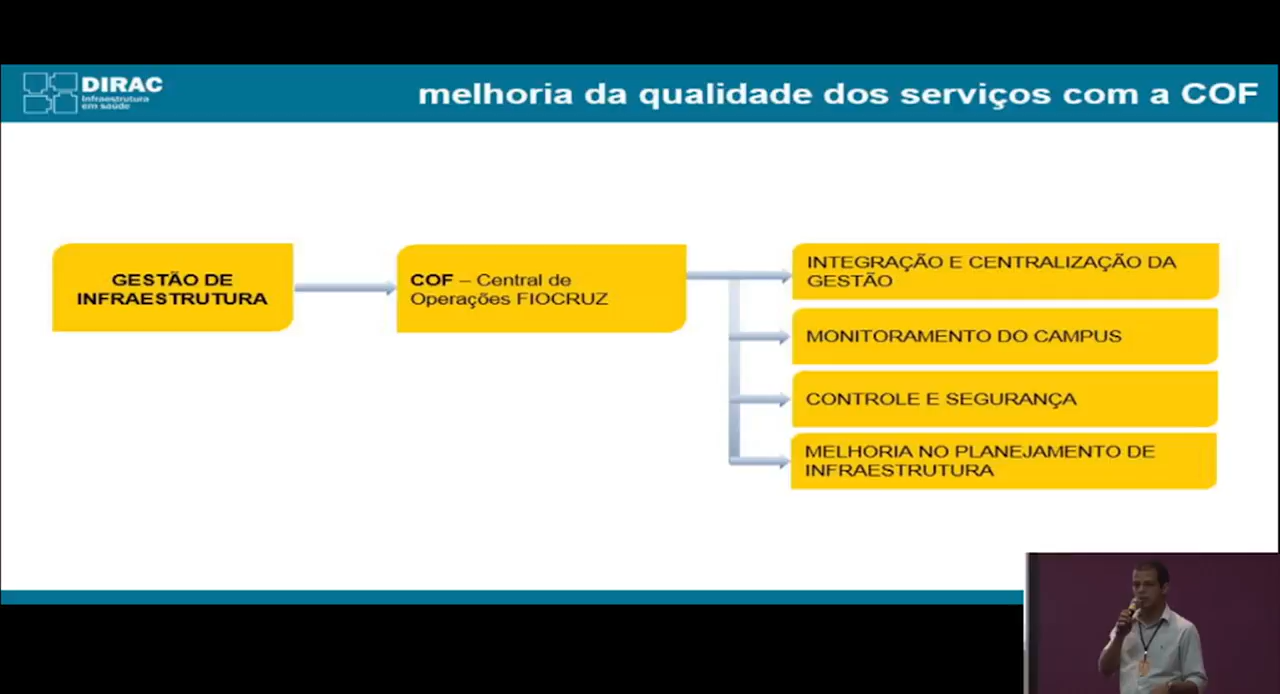 DIRAC
Infraestrutura
em saúde
melhoria da qualidade dos serviços com a COF
GESTÃO DE
INFRAESTRUTURA
COF – Central de
Operações FIOCRUZ
INTEGRAÇÃO E CENTRALIZAÇÃO DA
GESTÃO
MONITORAMENTO DO CAMPUS
CONTROLE E SEGURANÇA
MELHORIA NO PLANEJAMENTO DE
INFRAESTRUTURA